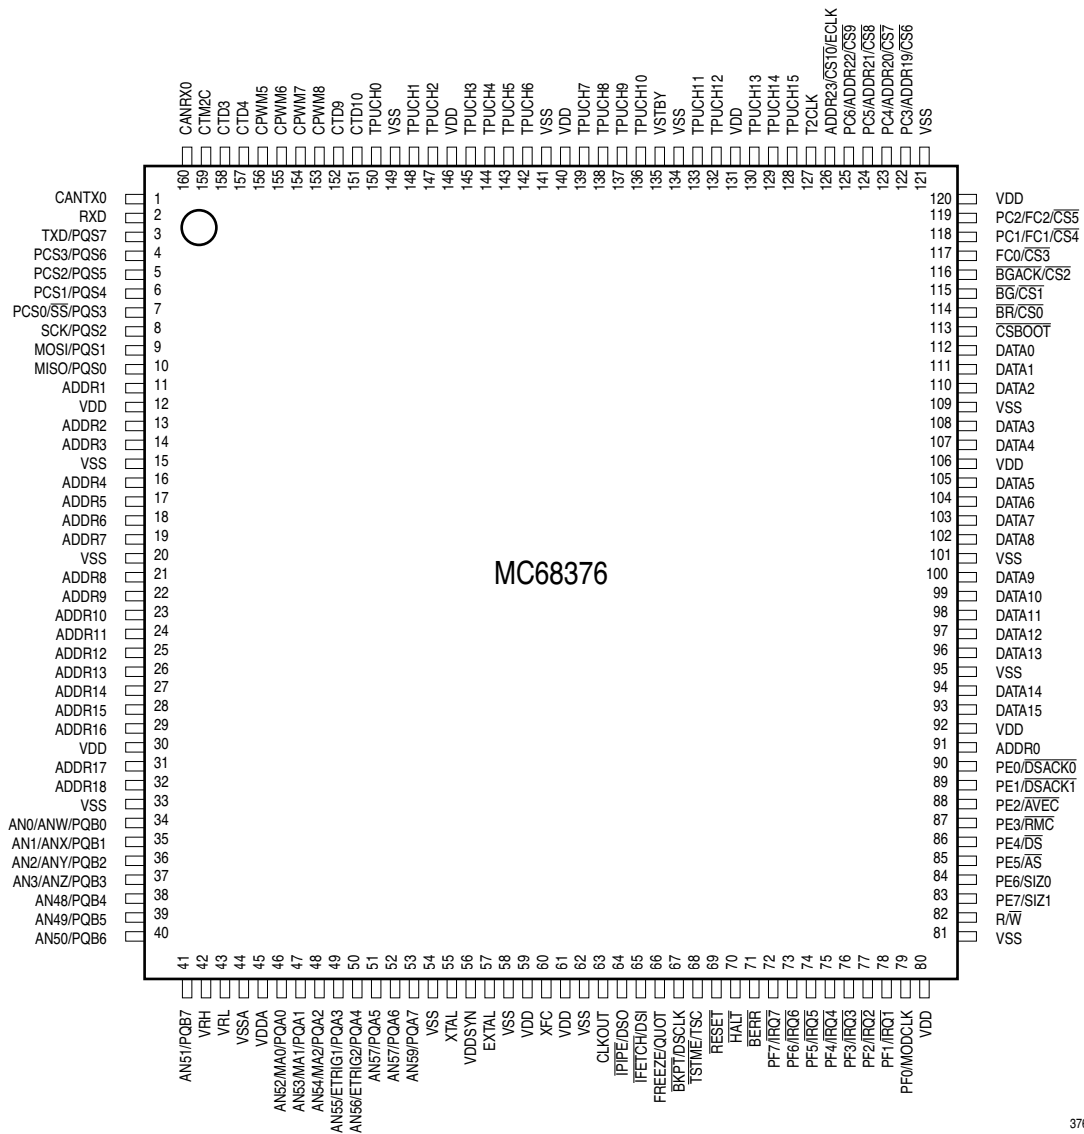 CANRX0
CTM2C
CTD3
CTD4
CPWM5
CPWM6
CPWM7
CPWM8
CTD9
CTD10
TPUCH0
VSS
TPUCH1
TPUCH2
VDD
TPUCH3
TPUCH4
TPUCH5
TPUCH6
VSS
VDD
TPUCH7
TPUCH8
TPUCH9
TPUCH10
VSTBY
VSS
TPUCH11
TPUCH12
VDD
TPUCH13
TPUCH14
TPUCH15
T2CLK
ADDR23/CS10/ECLK
PC6/ADDR22/CS9
PC5/ADDR21/CS8
PC4/ADDR20/CS7
PC3/ADDR19/CS6
VSS
160
159
158
157
156
155
154
153
152
151
150
149
148
147
146
145
144
143
142
141
140
139
138
137
136
135
134
133
132
131
130
129
128
127
126
125
124
123
122
121
CANTX0 1
RXD 2
TXD/PQS7 3
PCS3/PQS6 4
PCS2/PQS5 5
PCS1/PQS4 6
PCS0/SS/PQS3 7
SCK/PQS2 8
MOSI/PQS1 9
MISO/PQS0 10
ADDR1 11
VDD 12
ADDR2 13
ADDR3 14
VSS 15
ADDR4 16
ADDR5 17
ADDR6 18
ADDR7 19
VSS 20
ADDR8 21
ADDR9 22
ADDR10 23
ADDR11 24
ADDR12 25
ADDR13 26
ADDR14 27
ADDR15 28
ADDR16 29
VDD 30
ADDR17 31
ADDR18 32
VSS 33
AN0/ANW/PQB0 34
AN1/ANX/PQB1 35
AN2/ANY/PQB2 36
AN3/ANZ/PQB3 37
AN48/PQB4 38
AN49/PQB5 39
AN50/PQB6 40
MC68376
120 VDD
119 PC2/FC2/CS5
118 PC1/FC1/CS4
117 FC0/CS3
116 BGACK/CS2
115 BG/CS1
114 BR/CS0
113 CSBOOT
112 DATA0
111 DATA1
110 DATA2
109 VSS
108 DATA3
107 DATA4
106 VDD
105 DATA5
104 DATA6
103 DATA7
102 DATA8
101 VSS
100 DATA9
99 DATA10
98 DATA11
97 DATA12
96 DATA13
95 VSS
94 DATA14
93 DATA15
92 VDD
91 ADDR0
90 PE0/DSACK0
89 PE1/DSACK1
88 PE2/AVEC
87 PE3/RMC
86 PE4/DS
85 PE5/AS
84 PE6/SIZ0
83 PE7/SIZ1
82 R/W
81 VSS
41
42
43
44
45
46
47
48
49
50
51
52
53
54
55
56
57
58
59
60
61
62
63
64
65
66
67
68
69
70
71
72
73
74
75
76
77
78
79
80
AN51/PQB7
VRH
VRL
VSSA
VDDA
AN52/MA0/PQA0
AN53/MA1/PQA1
AN54/MA2/PQA2
AN55/ETRIG1/PQA3
AN56/ETRIG2/PQA4
AN57/PQA5
AN57/PQA6
AN59/PQA7
VSS
XTAL
VDDSYN
EXTAL
VSS
VDD
XFC
VDD
VSS
CLKOUT
IPIPE/DSO
IFETCH/DSI
FREEZE/QUOT
BKPT/DSCLK
TSTME/TSC
RESET
HALT
BERR
PF7/IRQ7
PF6/IRQ6
PF5/IRQ5
PF4/IRQ4
PF3/IRQ3
PF2/IRQ2
PF1/IRQ1
PF0/MODCLK
VDD
376